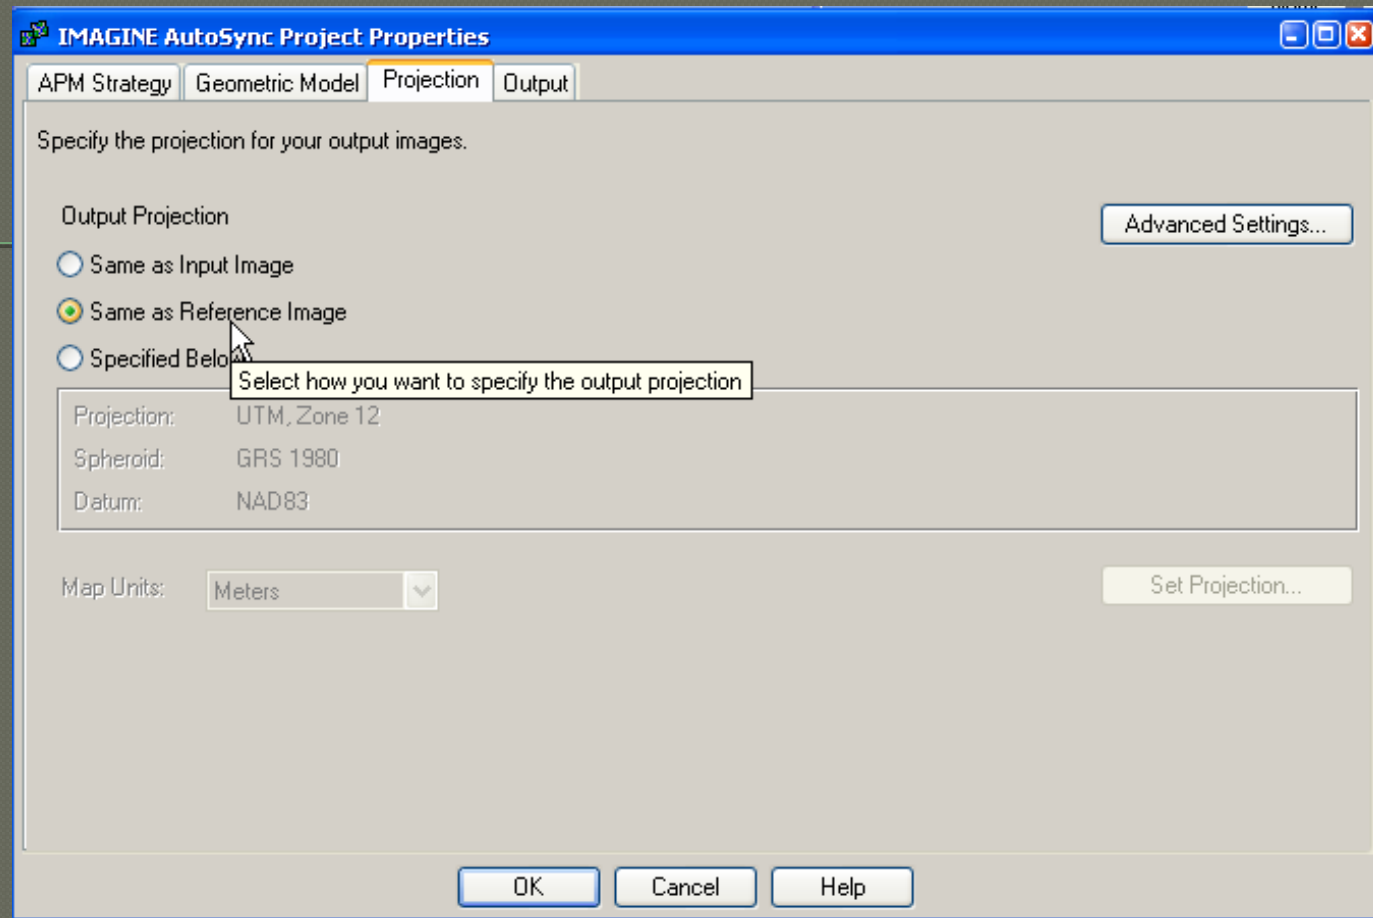 IMAGINE AutoSync Project Properties
APM Strategy Geometric Model Projection Output
Specify the projection for your output images.
Output Projection
Advanced Settings...
Same as Input Image
Same as Reference Image
Specified Below
Select how you want to specify the output projection
Projection: UTM, Zone 12
Spheroid: GRS 1980
Datum: NAD83
Map Units: Meters
Set Projection...
OK Cancel Help